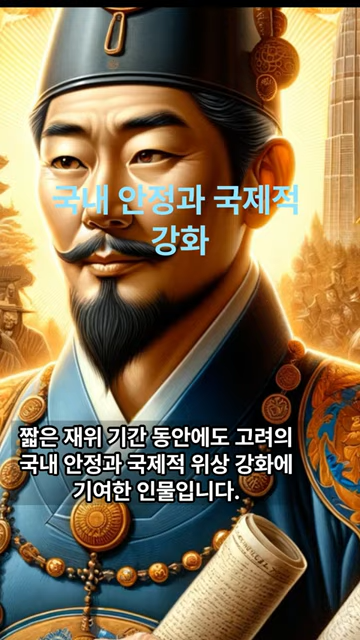 국내 안정과 국제적
강화
짧은 재위 기간 동안에도 고려의
국내 안정과 국제적 위상 강화에
기여한 인물입니다.